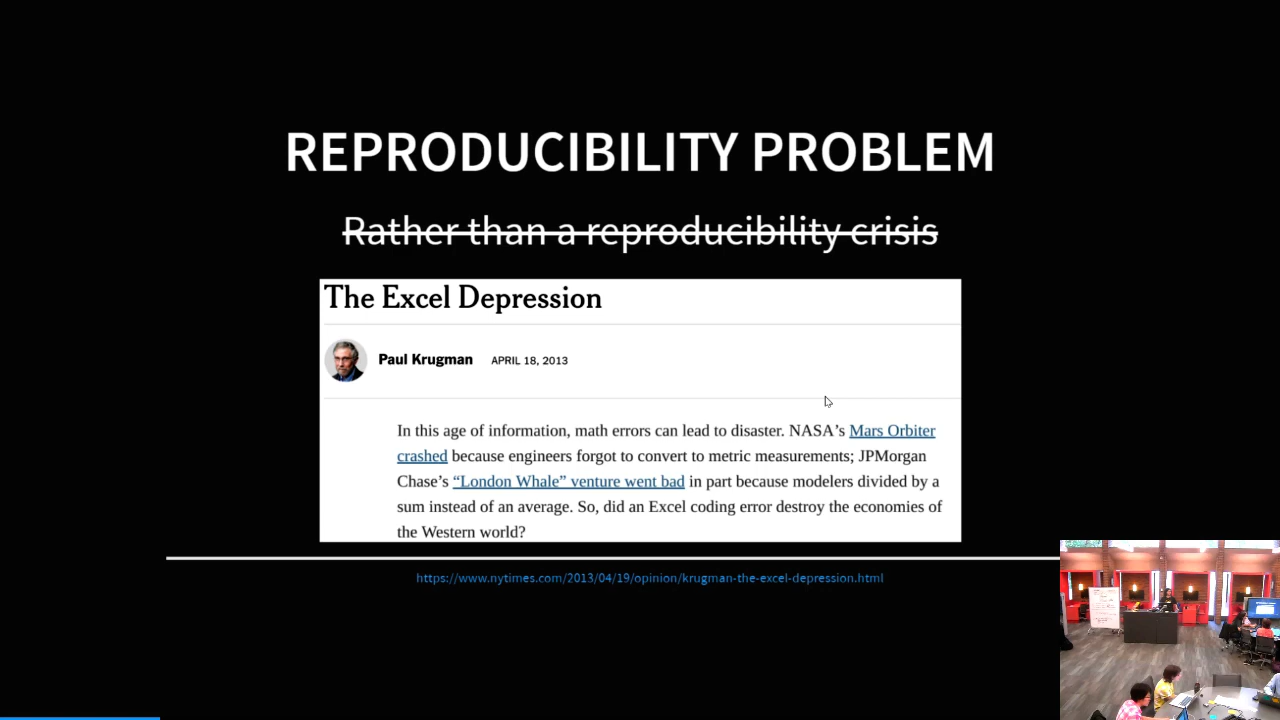 REPRODUCIBILITY PROBLEM
Rather than a reproducibility crisis
The Excel Depression
Paul Krugman APRIL 18, 2013
In this age of information, math errors can lead to disaster. NASA’s Mars Orbiter
crashed because engineers forgot to convert to metric measurements; JPMorgan
Chase’s “London Whale” venture went bad in part because modelers divided by a
sum instead of an average. So, did an Excel coding error destroy the economies of
the Western world?
https://www.nytimes.com/2013/04/19/opinion/krugman-the-excel-depression.html